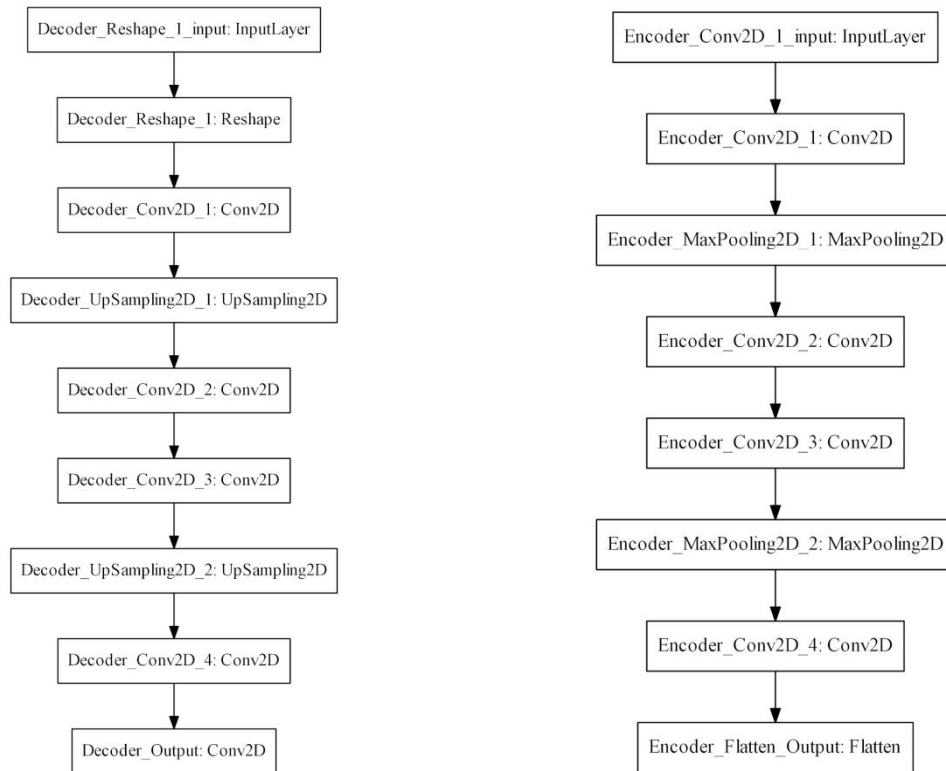 Decoder_Reshape_1_input: InputLayer
Decoder_Reshape_1: Reshape
Decoder_Conv2D_1: Conv2D
Decoder_UpSampling2D_1: UpSampling2D
Decoder_Conv2D_2: Conv2D
Decoder_Conv2D_3: Conv2D
Decoder_UpSampling2D_2: UpSampling2D
Decoder_Conv2D_4: Conv2D
Decoder_Output: Conv2D
Encoder_Conv2D_1_input: InputLayer
Encoder_Conv2D_1: Conv2D
Encoder_MaxPooling2D_1: MaxPooling2D
Encoder_Conv2D_2: Conv2D
Encoder_Conv2D_3: Conv2D
Encoder_MaxPooling2D_2: MaxPooling2D
Encoder_Conv2D_4: Conv2D
Encoder_Flatten_Output: Flatten